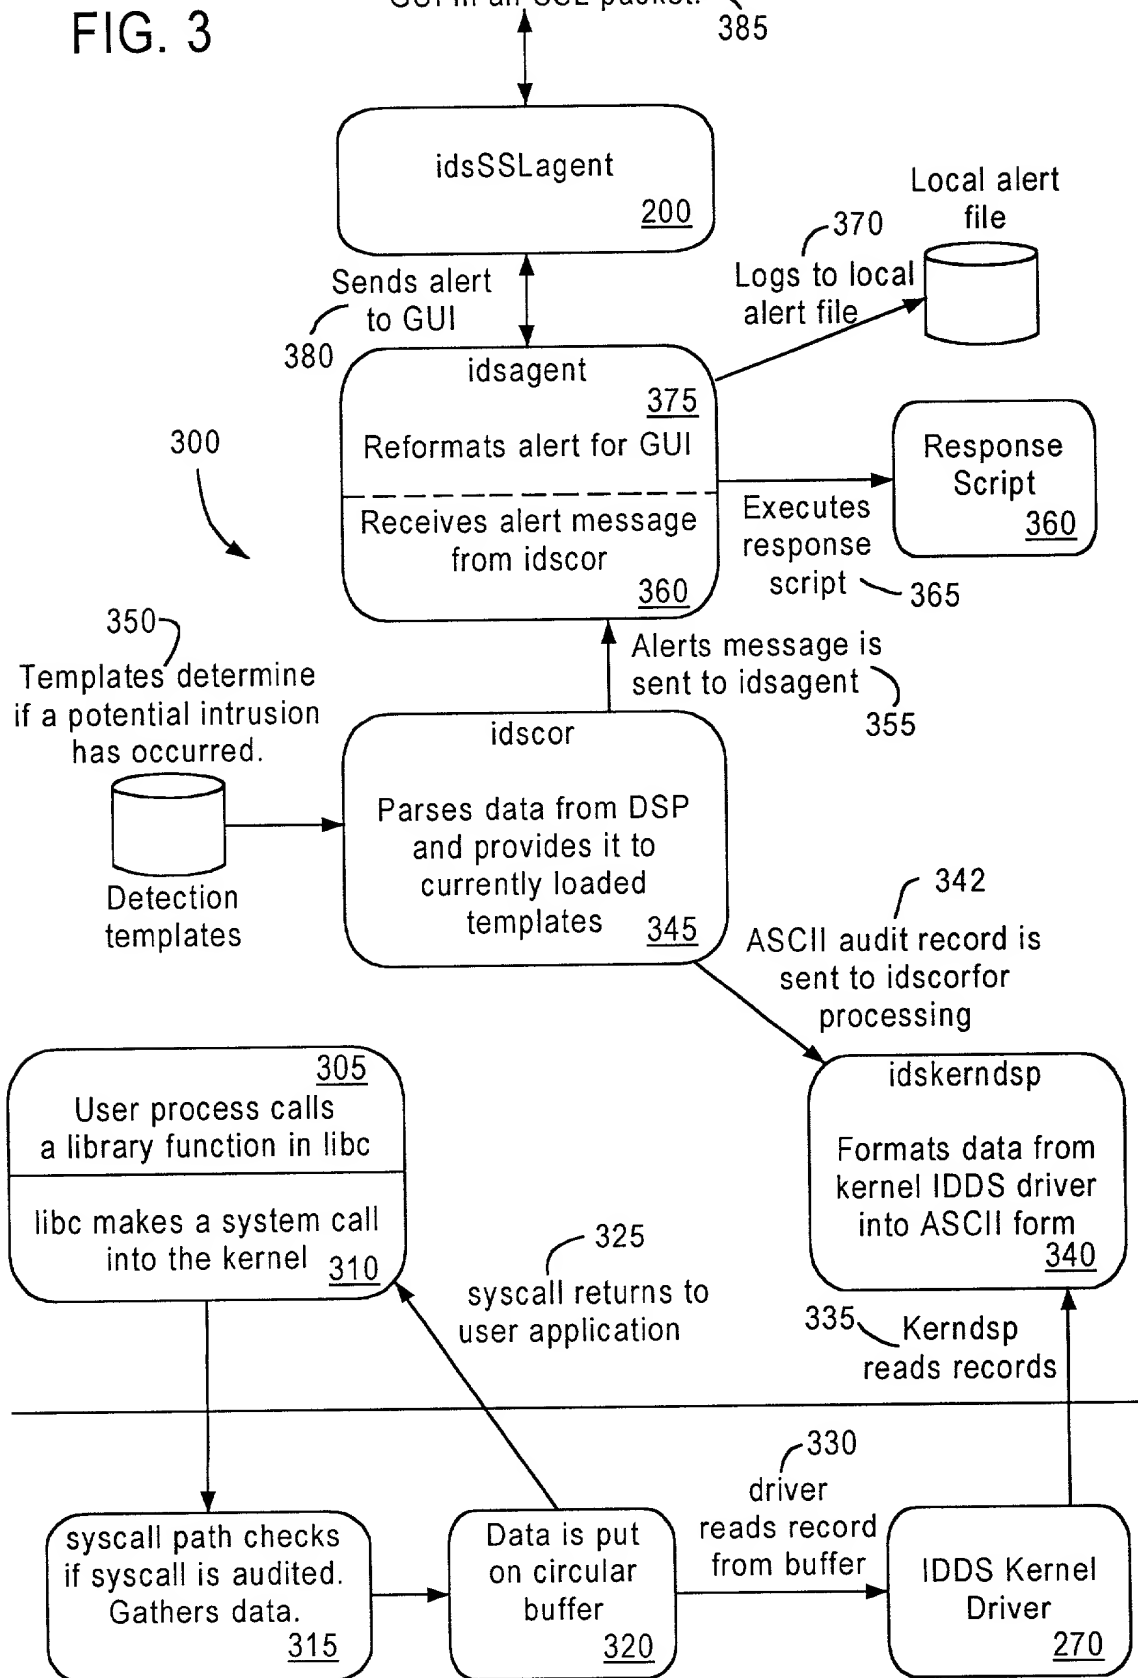 GUI in an SSL packet.
385
FIG. 3
idsSSLagent
200
Local alert
file
370
Logs to local
alert file
Sends alert
to GUI
380
idsagent
375
Reformats alert for GUI
Receives alert message
from idscor
360
300
Response
Script
360
Executes
response
script
365
350
Templates determine
if a potential intrusion
has occurred.
Alerts message is
sent to idsagent
355
idscor
Parses data from DSP
and provides it to
currently loaded
templates
345
Detection
templates
342
ASCII audit record is
sent to idscorfor
processing
305
User process calls
a library function in libc
libc makes a system call
into the kernel
310
idskerndsp
Formats data from
kernel IDDS driver
into ASCII form
340
325
syscall returns to
user application
335
Kerndsp
reads records
330
driver
reads record
from buffer
syscall path checks
if syscall is audited.
Gathers data.
315
Data is put
on circular
buffer
320
IDDS Kernel
Driver
270